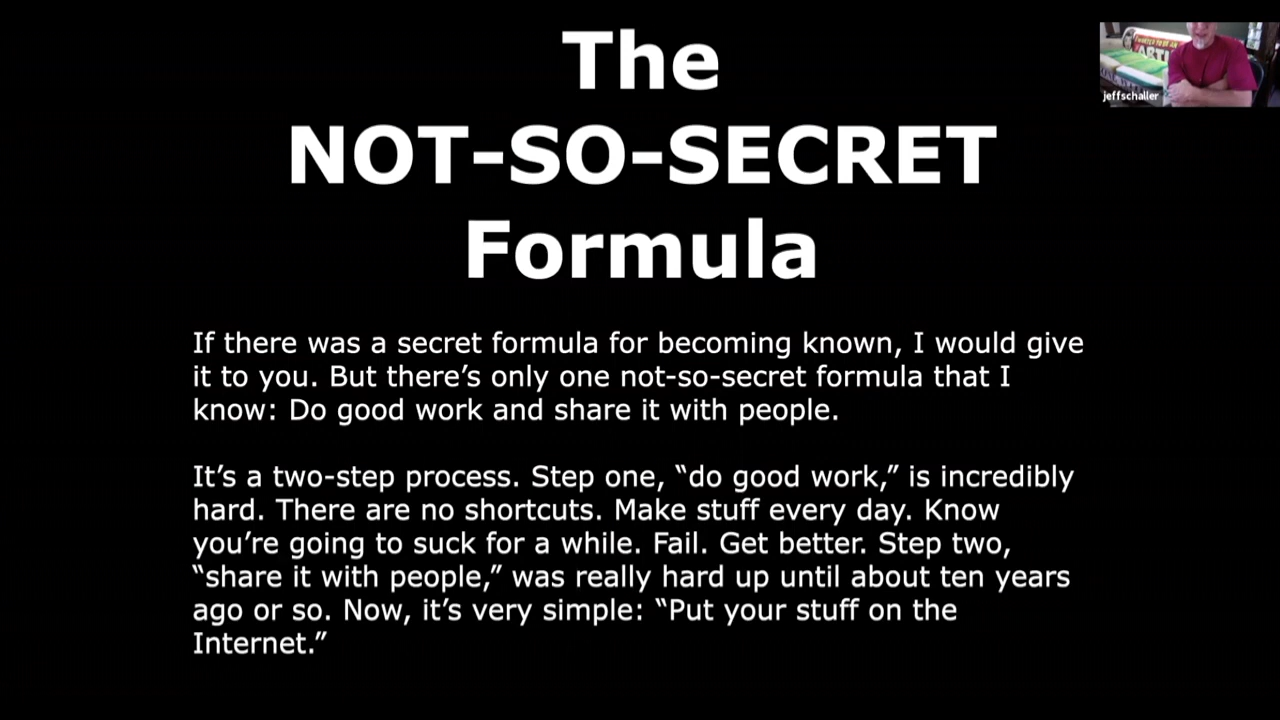 The
NOT-SO-SECRET
Formula
If there was a secret formula for becoming known, I would give
it to you. But there’s only one not-so-secret formula that I
know: Do good work and share it with people.
It’s a two-step process. Step one, “do good work,” is incredibly
hard. There are no shortcuts. Make stuff every day. Know
you’re going to suck for a while. Fail. Get better. Step two,
“share it with people,” was really hard up until about ten years
ago or so. Now, it’s very simple: “Put your stuff on the
Internet.”
jeffschaller